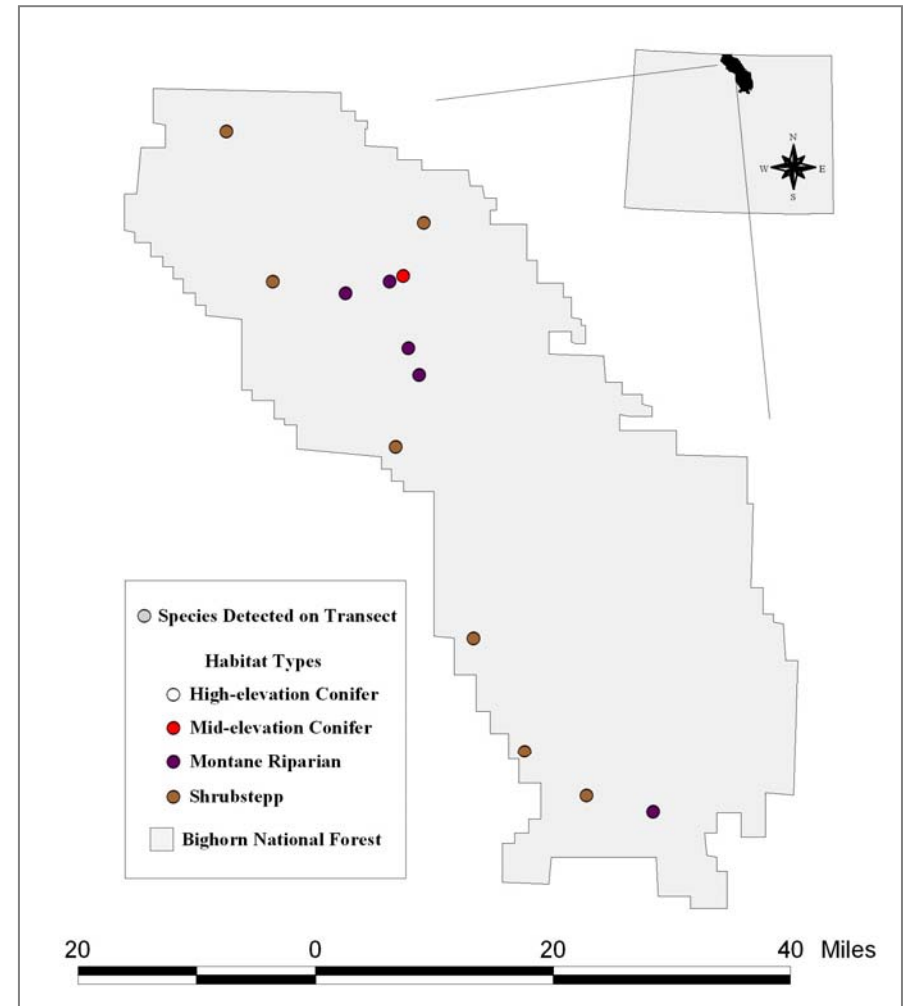 N
W E
S
Species Detected on Transect
Habitat Types
High-elevation Conifer
Mid-elevation Conifer
Montane Riparian
Shrubstepp
Bighorn National Forest
20 0 20 40 Miles